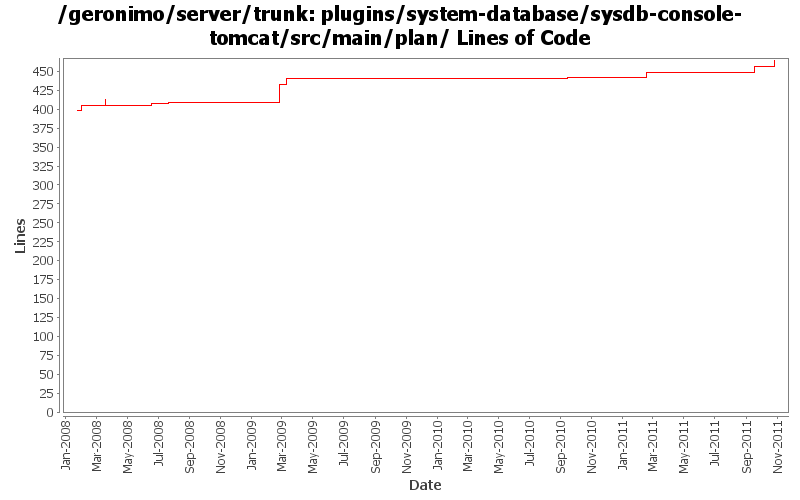 /geronimo/server/trunk: plugins/system-database/sysdb-console-
tomcat/src/main/plan/ Lines of Code
Lines
450
425
400
375
350
325
300
275
250
225
200
175
150
125
100
75
50
25
0
Jan-2008
Mar-2008
May-2008
Jul-2008
Sep-2008
Nov-2008
Jan-2009
Mar-2009
May-2009
Jul-2009
Sep-2009
Nov-2009
Jan-2010
Mar-2010
May-2010
Jul-2010
Sep-2010
Nov-2010
Jan-2011
Mar-2011
May-2011
Jul-2011
Sep-2011
Nov-2011
Date